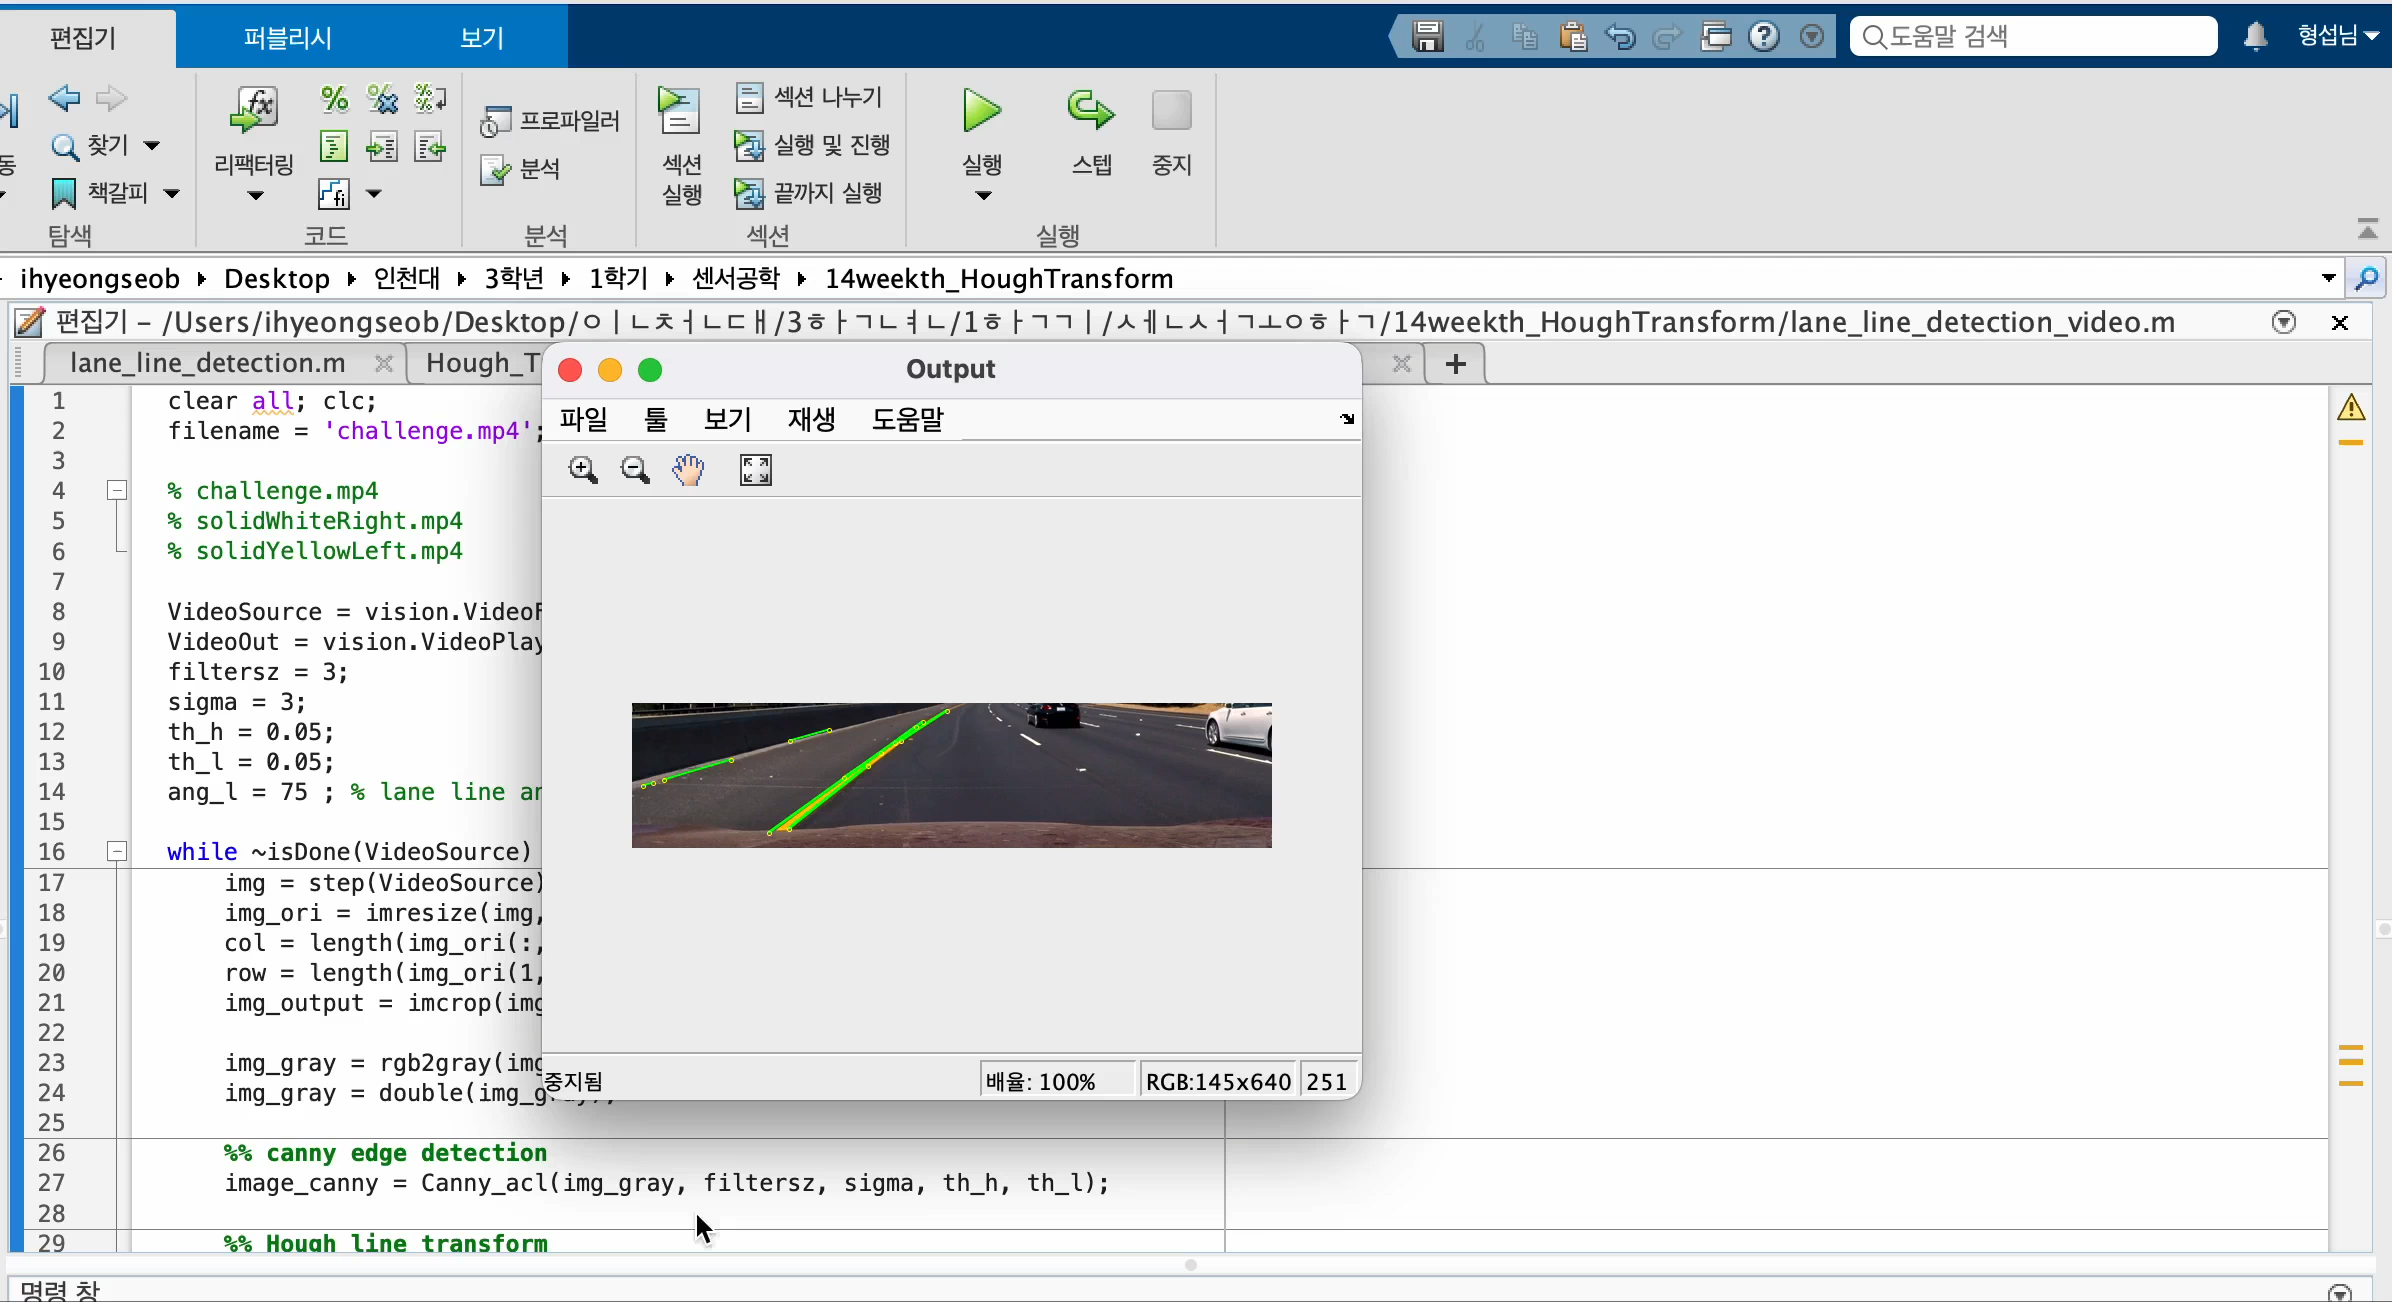 편집기 퍼블리시 보기 도움말 검색 형섭님
동 찾기 책갈피 탐색
리팩터링 코드
프로파일러 분석 분석
섹션 실행 섹션 나누기 실행 및 진행 끝까지 실행 섹션
실행 스텝 중지 실행
ihyeongseob Desktop 인천대 3학년 1학기 센서공학 14weekth_HoughTransform
편집기 – /Users/ihyeongseob/Desktop/ㅇㅣㄴㅊㅓㄴㄷㅐ/3ㅎㅏㄱㄴㅕㄴ/1ㅎㅏㄱㄱㅣ/ㅅㅔㄴㅅㅓㄱㅗㅇㅎㅏㄱ/14weekth_HoughTransform/lane_line_detection_video.m
lane_line_detection.m Hough_T
Output
파일 툴 보기 재생 도움말
1 clear all; clc;
2 filename = 'challenge.mp4';
3
4 % challenge.mp4
5 % solidWhiteRight.mp4
6 % solidYellowLeft.mp4
7
8 VideoSource = vision.VideoF
9 VideoOut = vision.VideoPlay
10 filtersz = 3;
11 sigma = 3;
12 th_h = 0.05;
13 th_l = 0.05;
14 ang_l = 75 ; % lane line an
15
16 while ~isDone(VideoSource)
17 img = step(VideoSource)
18 img_ori = imresize(img,
19 col = length(img_ori(:,
20 row = length(img_ori(1,
21 img_output = imcrop(img
22
23 img_gray = rgb2gray(img
24 img_gray = double(img_gray);
중지됨 배율: 100% RGB:145x640 251
25
26 %% canny edge detection
27 image_canny = Canny_acl(img_gray, filtersz, sigma, th_h, th_l);
28
29 %% Hough line transform
명령 창